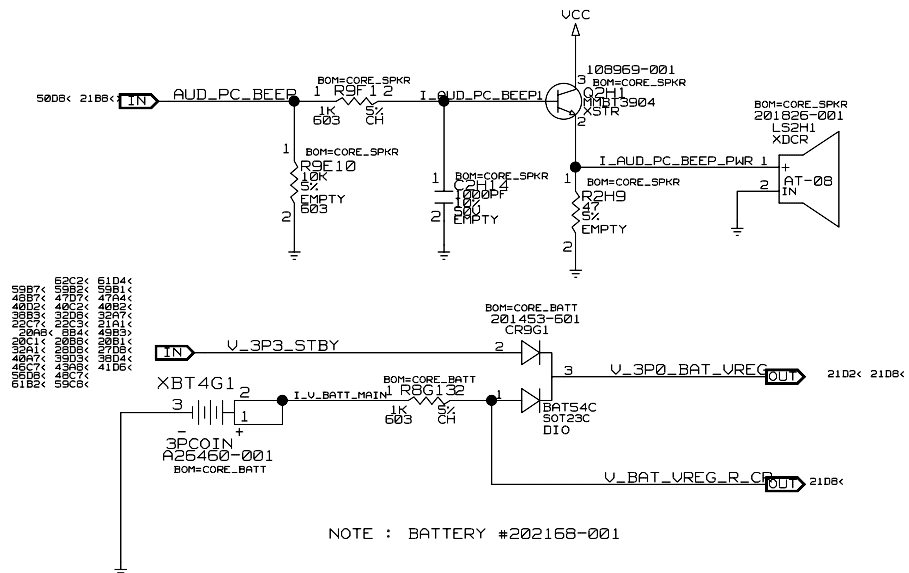 VCC
108969-001
3
BOM=CORE_SPKR
Q2H1
MMBT3904
XSTR
2
50D8< 21B8<
IN
AUD_PC_BEEP
BOM=CORE_SPKR
1 R9F1 2
1K 5%
603 CH
I_AUD_PC_BEEP1
1
BOM=CORE_SPKR
R9E10
10K
5%
EMPTY
603
2
BOM=CORE_SPKR
1
C2H14
1000PF
10%
50V
EMPTY
2
BOM=CORE_SPKR
201826-001
LS2H1
XDCR
I_AUD_PC_BEEP_PWR 1
+
2
IN
AT-08
1
BOM=CORE_SPKR
R2H9
47
5%
EMPTY
2
62C2< 61D4<
59B7< 59B2< 59B1<
48B7< 47D7< 47A4<
40D2< 40C2< 40B2<
38B3< 32D8< 32A7<
22C7< 22C3< 21A1<
20A8< 8B4< 49B3>
20C1< 20B6< 20B1<
32A1< 28D8< 27D8<
40A7< 39D3< 38D4<
46C7< 43A8< 41D6<
56D8< 48C7<
61B2< 59C8<
IN
V_3P3_STBY
BOM=CORE_BATT
201453-601
CR9G1
2
3
V_3P0_BAT_VREG
OUT
21D2< 21D8<
XBT4G1
3
2
1
- +
3PCOIN
A26460-001
BOM=CORE_BATT
I_V_BATT_MAIN
BOM=CORE_BATT
1 R8G13 2
1K 5%
603 CH
1
BAT54C
SOT23C
DIO
V_BAT_VREG_R_CR
OUT
21D8<
NOTE : BATTERY #202168-001